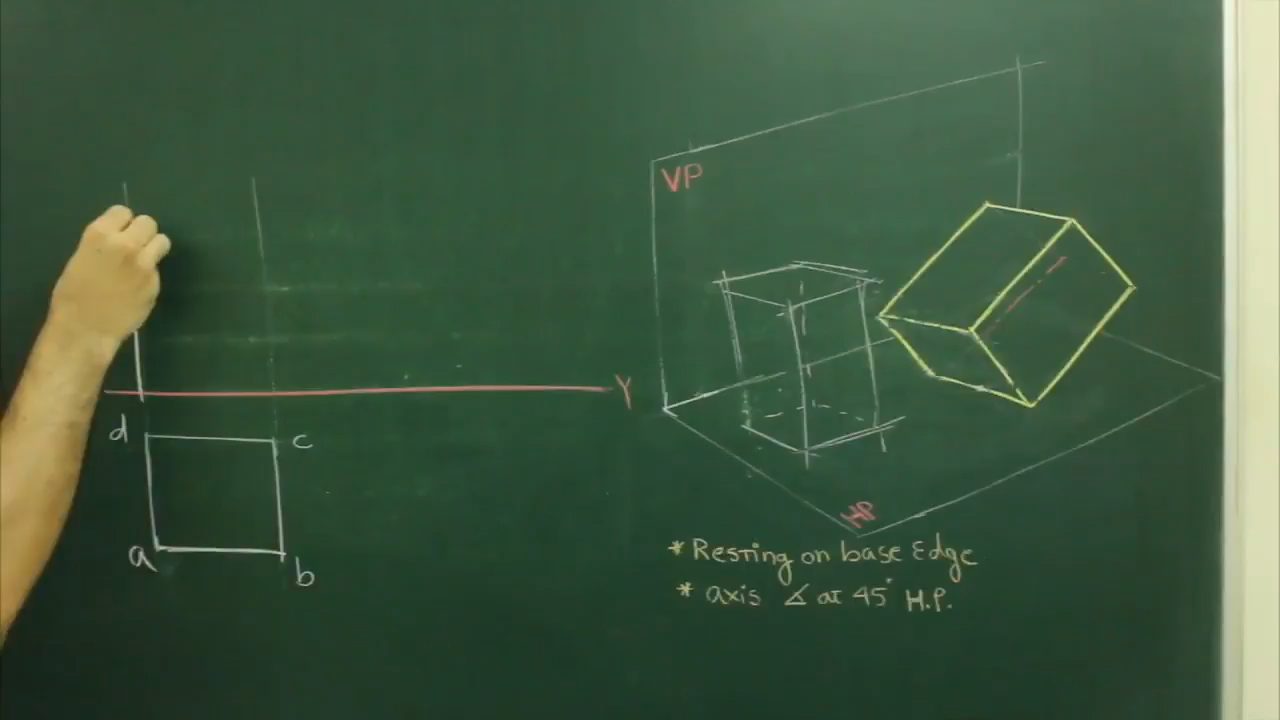 VP
Y
d
c
a
b
HP
* Resting on base Edge
* axis ∡ at 45° H.P.